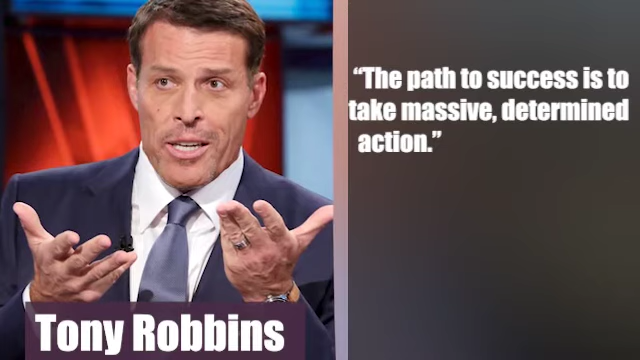 “The path to success is to
take massive, determined
action.”
Tony Robbins